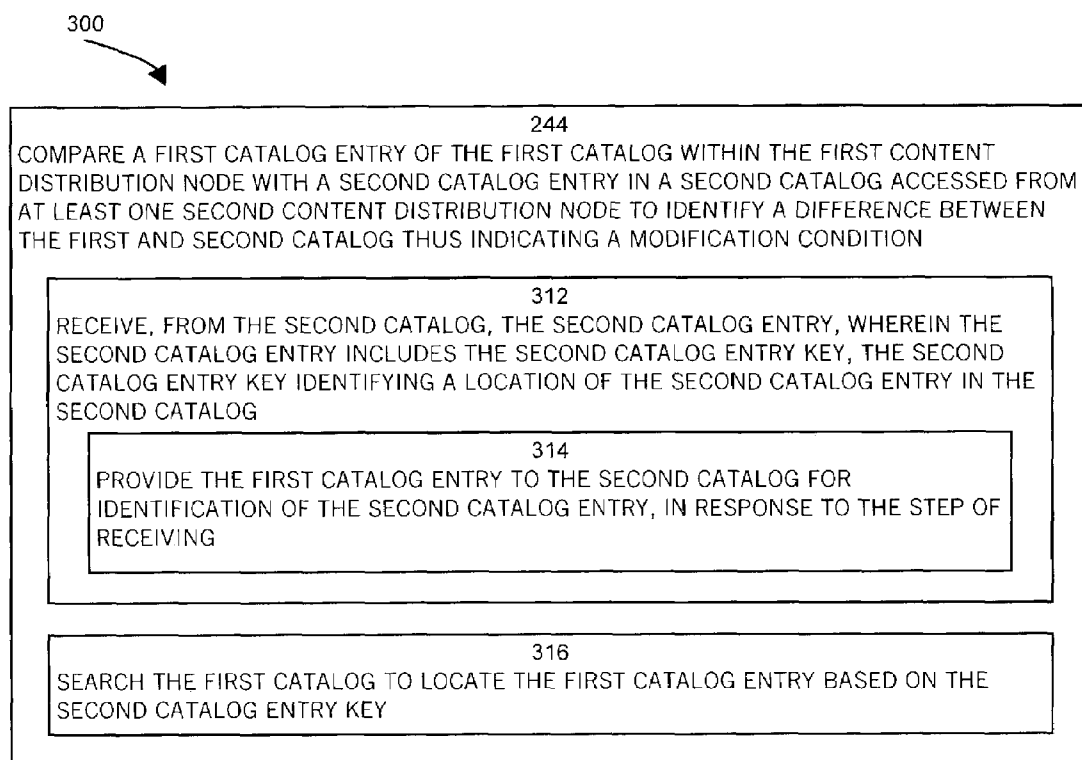 300
244
COMPARE A FIRST CATALOG ENTRY OF THE FIRST CATALOG WITHIN THE FIRST CONTENT
DISTRIBUTION NODE WITH A SECOND CATALOG ENTRY IN A SECOND CATALOG ACCESSED FROM
AT LEAST ONE SECOND CONTENT DISTRIBUTION NODE TO IDENTIFY A DIFFERENCE BETWEEN
THE FIRST AND SECOND CATALOG THUS INDICATING A MODIFICATION CONDITION
312
RECEIVE, FROM THE SECOND CATALOG, THE SECOND CATALOG ENTRY, WHEREIN THE
SECOND CATALOG ENTRY INCLUDES THE SECOND CATALOG ENTRY KEY, THE SECOND
CATALOG ENTRY KEY IDENTIFYING A LOCATION OF THE SECOND CATALOG ENTRY IN THE
SECOND CATALOG
314
PROVIDE THE FIRST CATALOG ENTRY TO THE SECOND CATALOG FOR
IDENTIFICATION OF THE SECOND CATALOG ENTRY, IN RESPONSE TO THE STEP OF
RECEIVING
316
SEARCH THE FIRST CATALOG TO LOCATE THE FIRST CATALOG ENTRY BASED ON THE
SECOND CATALOG ENTRY KEY